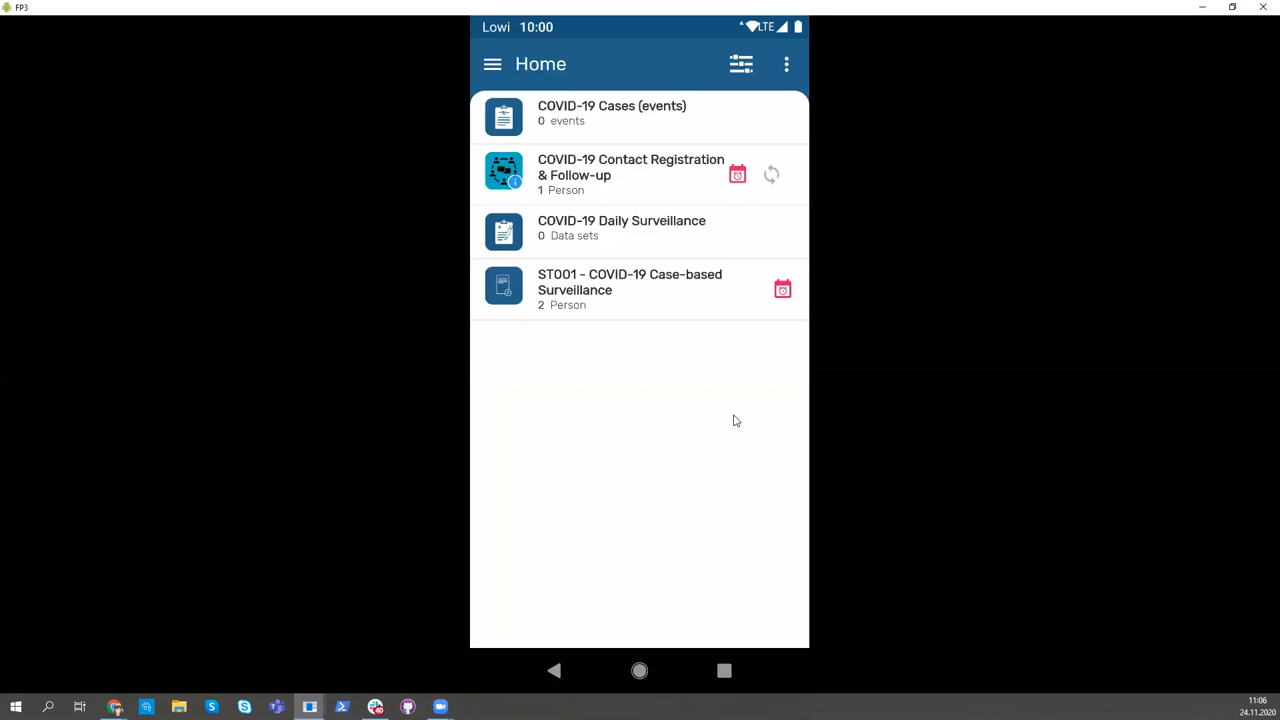 FP3
Lowi 10:00 LTE
Home
COVID-19 Cases (events)
0 events
COVID-19 Contact Registration
& Follow-up
1 Person
COVID-19 Daily Surveillance
0 Data sets
ST001 - COVID-19 Case-based
Surveillance
2 Person
11:06
24.11.2020